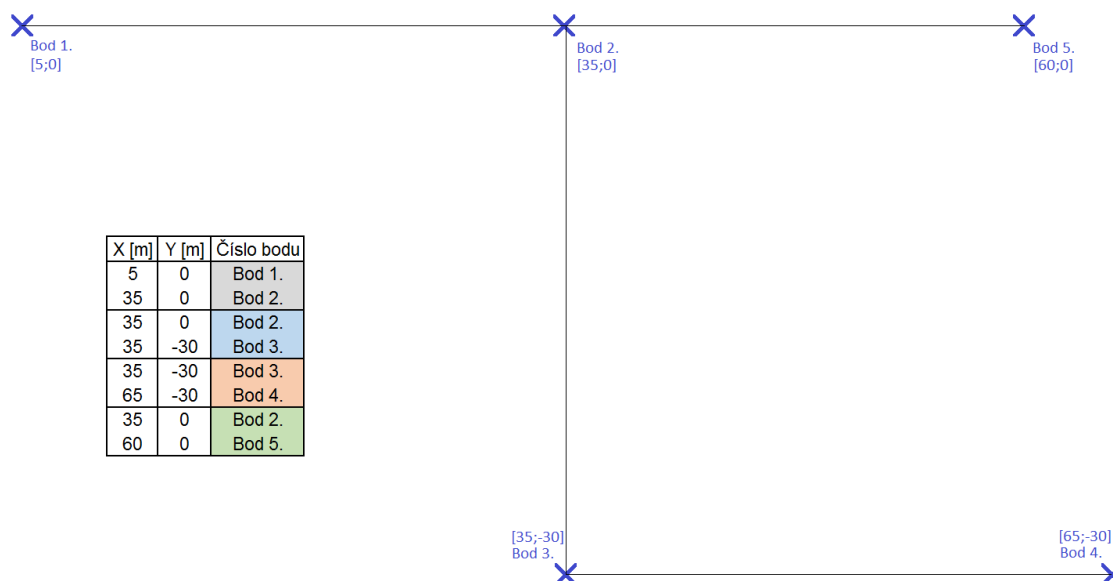 Bod 1.
[5;0]
Bod 2.
[35;0]
Bod 5.
[60;0]
X [m] Y [m] Číslo bodu
5 0 Bod 1.
35 0 Bod 2.
35 0 Bod 2.
35 -30 Bod 3.
35 -30 Bod 3.
65 -30 Bod 4.
35 0 Bod 2.
60 0 Bod 5.
[35;-30]
Bod 3.
[65;-30]
Bod 4.